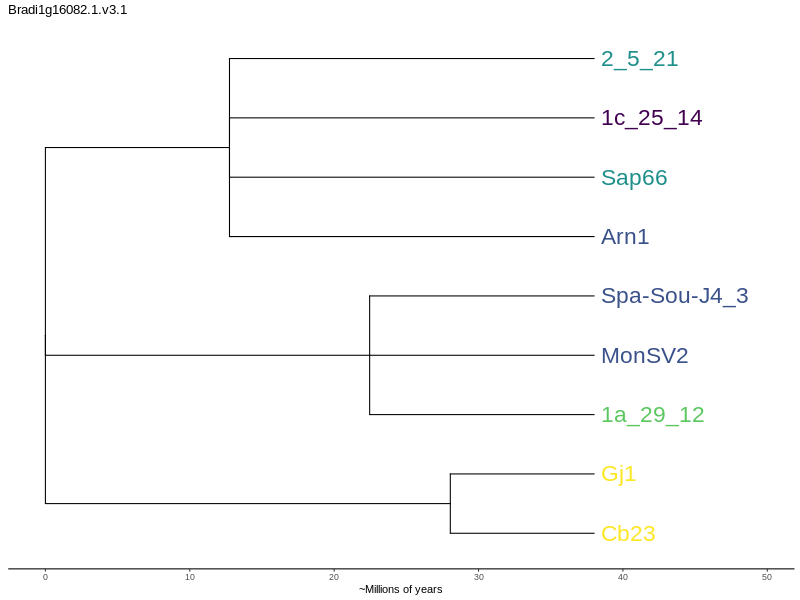 Bradi1g16082.1.v3.1
2_5_21
1c_25_14
Sap66
Arn1
Spa-Sou-J4_3
MonSV2
1a_29_12
Gj1
Cb23
0 10 20 30 40 50
~Millions of years